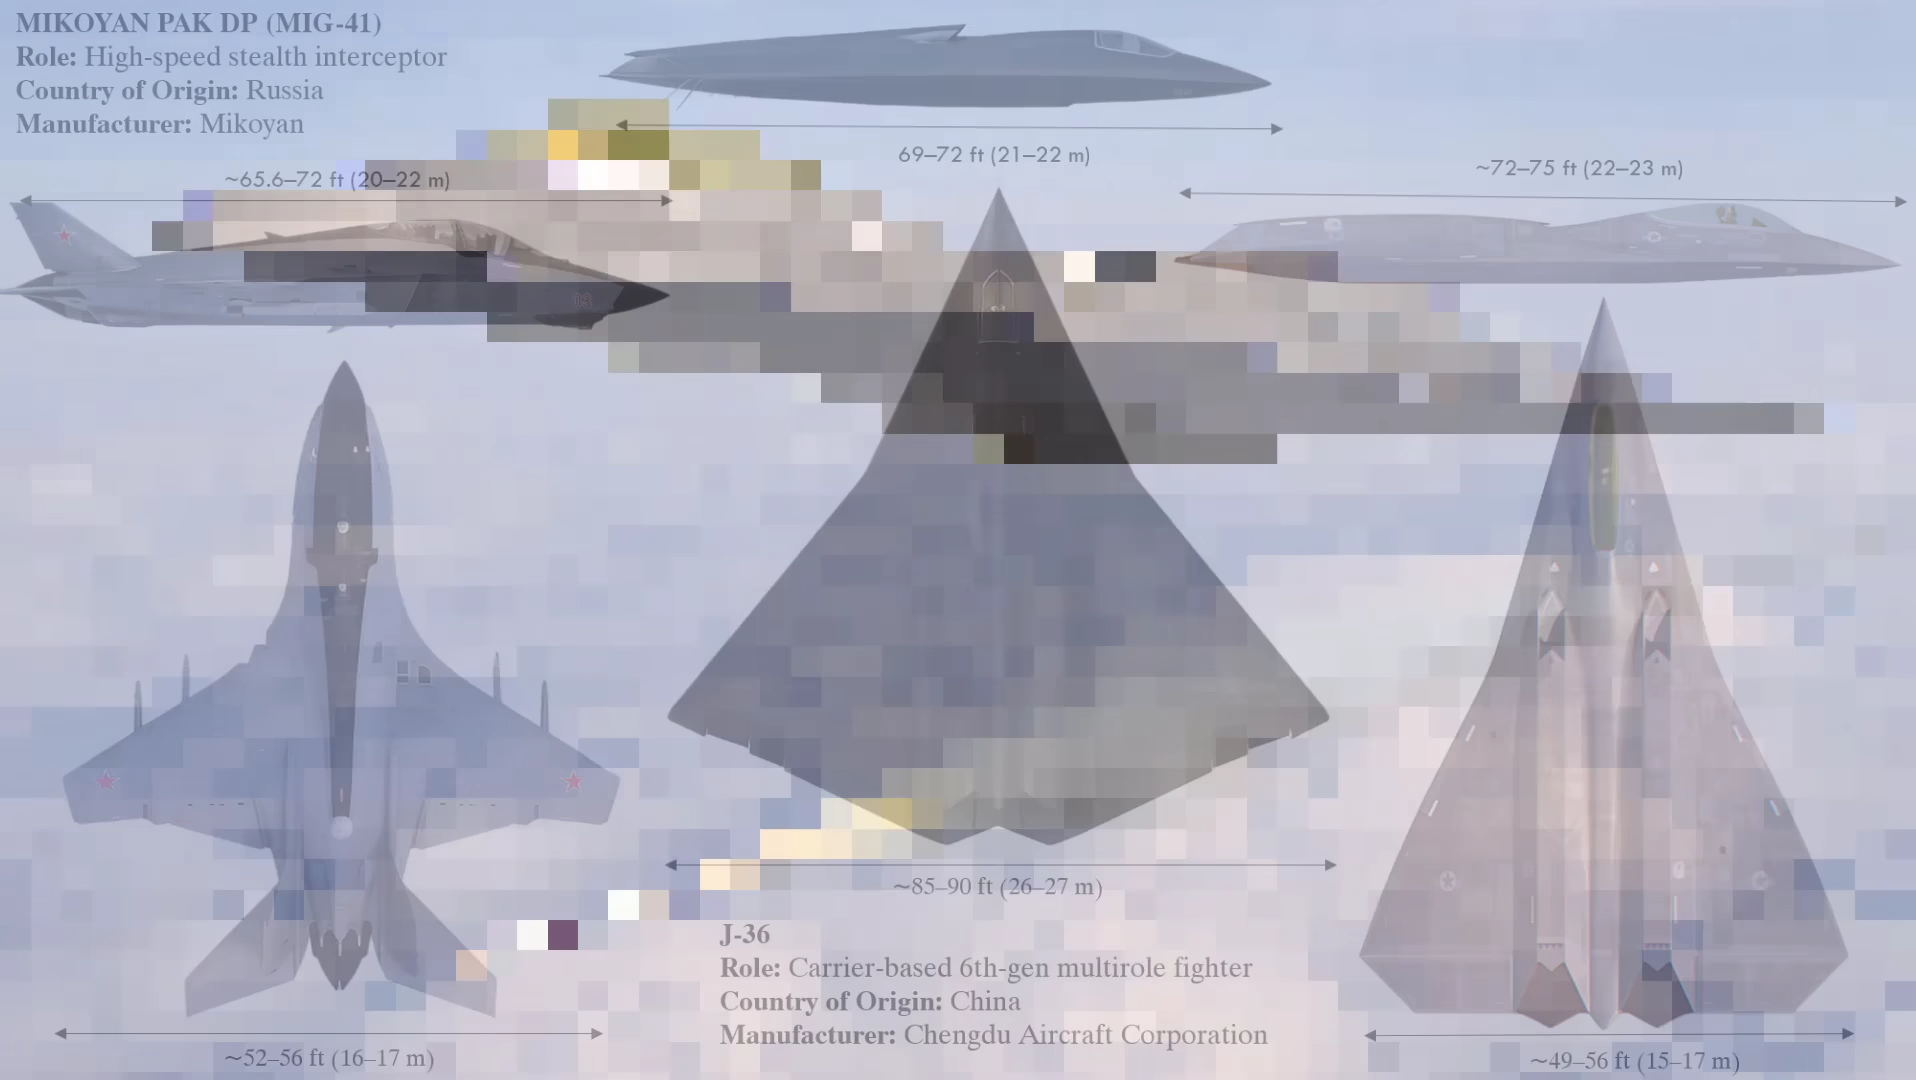 MIKOYAN PAK DP (MIG-41)
Role: High-speed stealth interceptor
Country of Origin: Russia
Manufacturer: Mikoyan
69–72 ft (21–22 m)
~65.6–72 ft (20–22 m)
~72–75 ft (22–23 m)
~85–90 ft (26–27 m)
J-36
Role: Carrier-based 6th-gen multirole fighter
Country of Origin: China
Manufacturer: Chengdu Aircraft Corporation
~52–56 ft (16–17 m)
~49–56 ft (15–17 m)